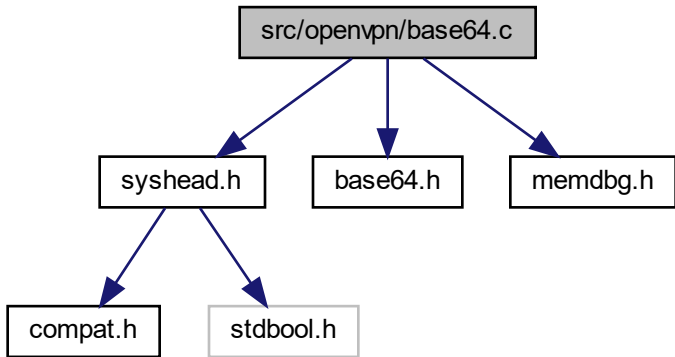 src/openvpn/base64.c
syshead.h
base64.h
memdbg.h
compat.h
stdbool.h